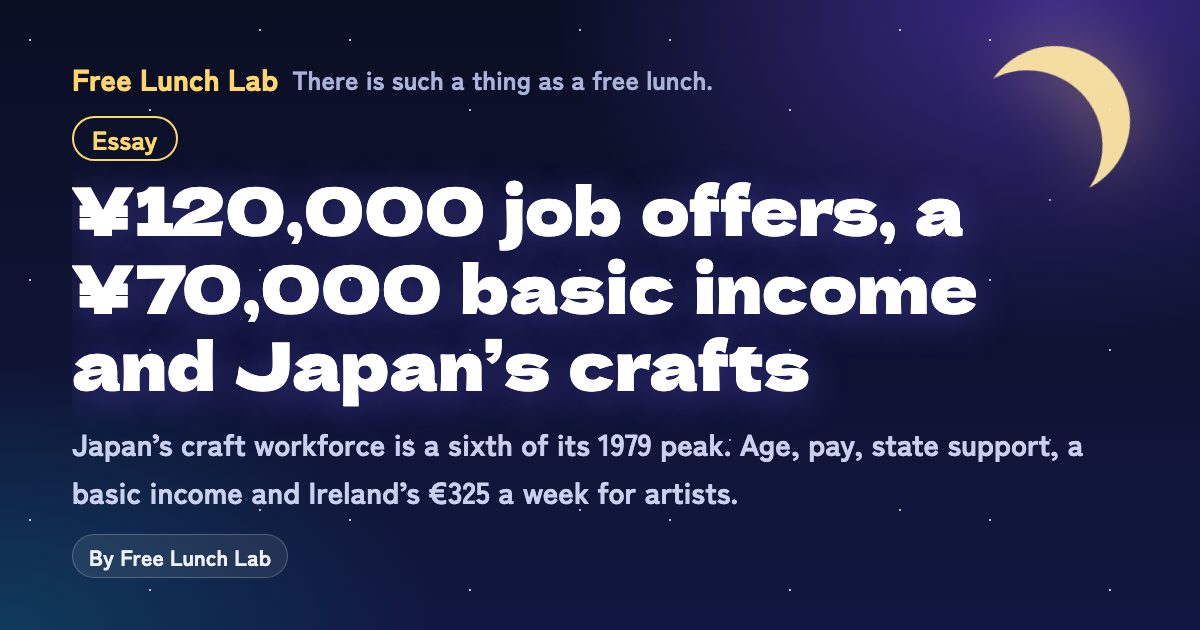 Free Lunch Lab There is such a thing as a free lunch.
Essay
¥120,000 job offers, a
¥70,000 basic income
and Japan’s crafts
Japan’s craft workforce is a sixth of its 1979 peak. Age, pay, state support, a
basic income and Ireland’s €325 a week for artists.
By Free Lunch Lab